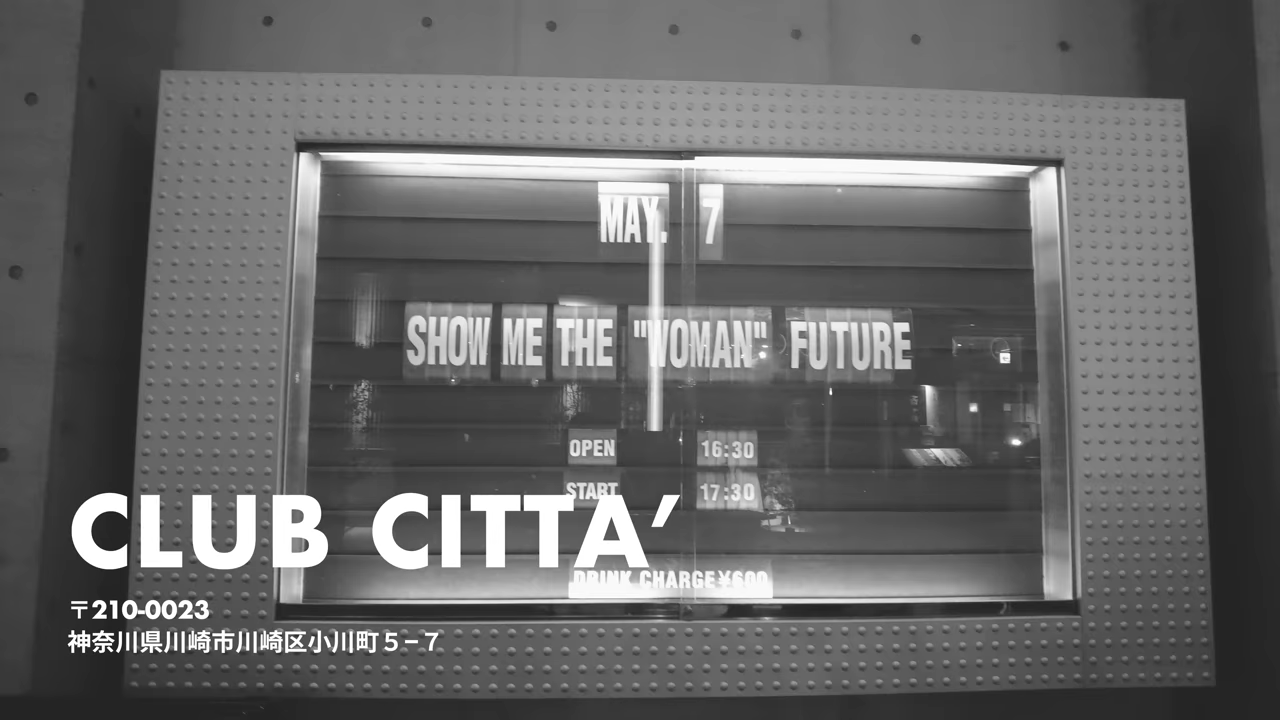 MAY. 7
SHOW ME THE "WOMAN" FUTURE
OPEN 16:30
START 17:30
DRINK CHARGE¥600
CLUB CITTA’
〒210-0023
神奈川県川崎市川崎区小川町５−７